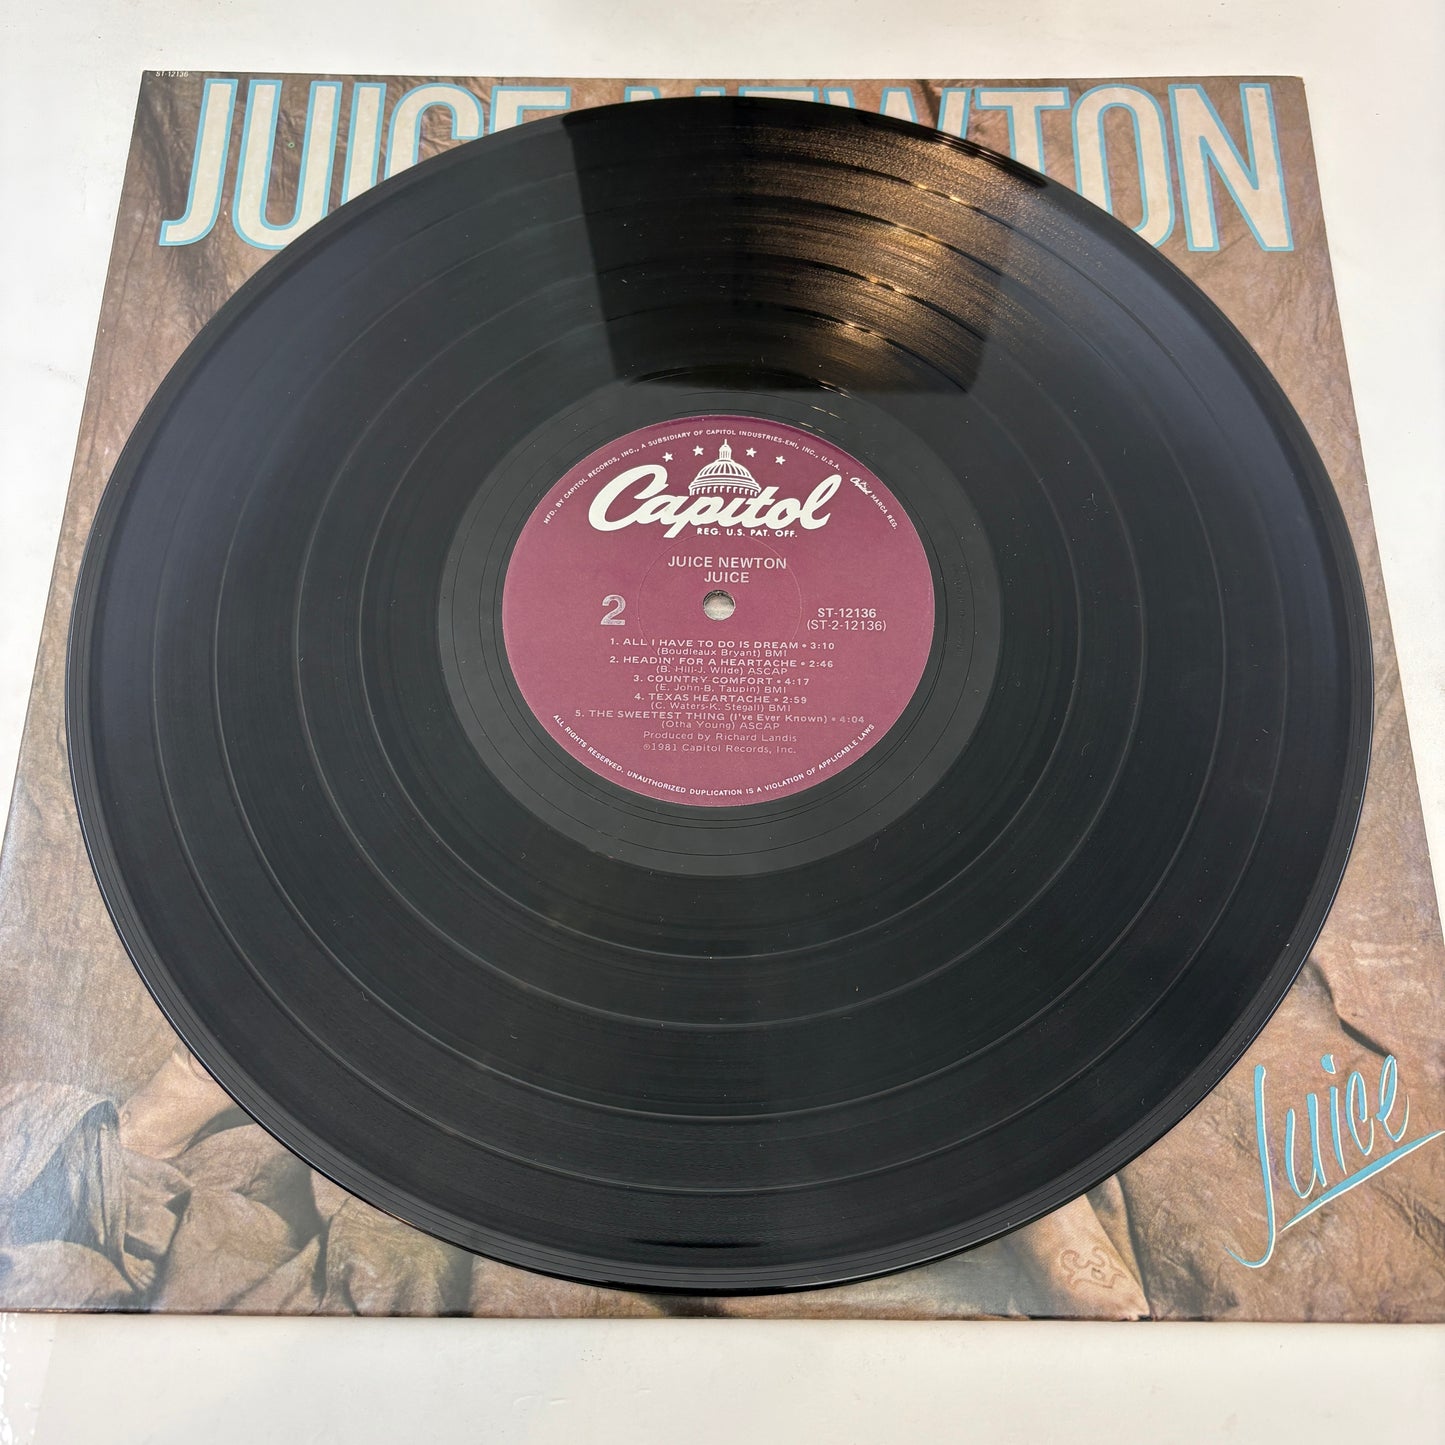 ST-12136
JUICE NEWTON
MFD. BY CAPITOL RECORDS, INC., A SUBSIDIARY OF CAPITOL INDUSTRIES-EMI, INC., U.S.A. · Capitol MARCA REG.
Capitol
REG. U.S. PAT. OFF.
JUICE NEWTON
JUICE
2
ST-12136
(ST-2-12136)
1. ALL I HAVE TO DO IS DREAM • 3:10
(Boudleaux Bryant) BMI
2. HEADIN' FOR A HEARTACHE • 2:46
(B. Hill-J. Wilde) ASCAP
3. COUNTRY COMFORT • 4:17
(E. John-B. Taupin) BMI
4. TEXAS HEARTACHE • 2:59
(C. Waters-K. Stegall) BMI
5. THE SWEETEST THING (I've Ever Known) • 4:04
(Otha Young) ASCAP
Produced by Richard Landis
℗1981 Capitol Records, Inc.
ALL RIGHTS RESERVED. UNAUTHORIZED DUPLICATION IS A VIOLATION OF APPLICABLE LAWS
Juice